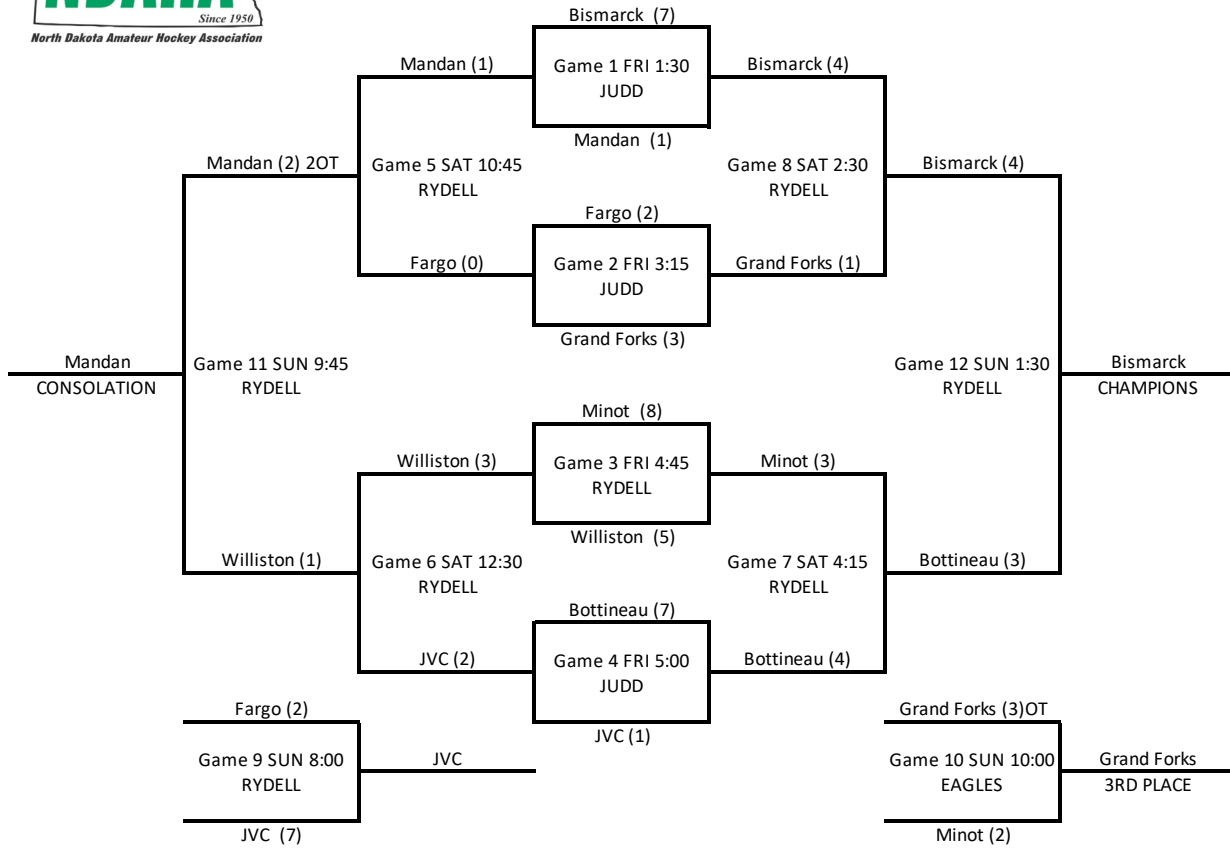 NDAHA
Since 1950
North Dakota Amateur Hockey Association
Bismarck (7)
Mandan (1)
Game 1 FRI 1:30
JUDD
Bismarck (4)
Mandan  (1)
Mandan (2) 2OT
Game 5 SAT 10:45
RYDELL
Game 8 SAT 2:30
RYDELL
Bismarck (4)
Fargo (2)
Fargo (0)
Game 2 FRI 3:15
JUDD
Grand Forks (1)
Grand Forks (3)
Mandan
CONSOLATION
Game 11 SUN 9:45
RYDELL
Game 12 SUN 1:30
RYDELL
Bismarck
CHAMPIONS
Minot  (8)
Williston (3)
Game 3 FRI 4:45
RYDELL
Minot (3)
Williston  (5)
Williston (1)
Game 6 SAT 12:30
RYDELL
Game 7 SAT 4:15
RYDELL
Bottineau (3)
Bottineau (7)
JVC (2)
Game 4 FRI 5:00
JUDD
Bottineau (4)
JVC (1)
Fargo (2)
Game 9 SUN 8:00
RYDELL
JVC
JVC  (7)
Grand Forks (3)OT
Game 10 SUN 10:00
EAGLES
Grand Forks
3RD PLACE
Minot (2)